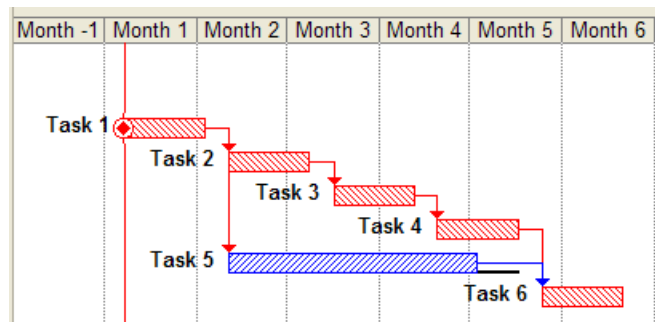 Month -1 Month 1 Month 2 Month 3 Month 4 Month 5 Month 6
Task 1
Task 2
Task 3
Task 4
Task 5
Task 6